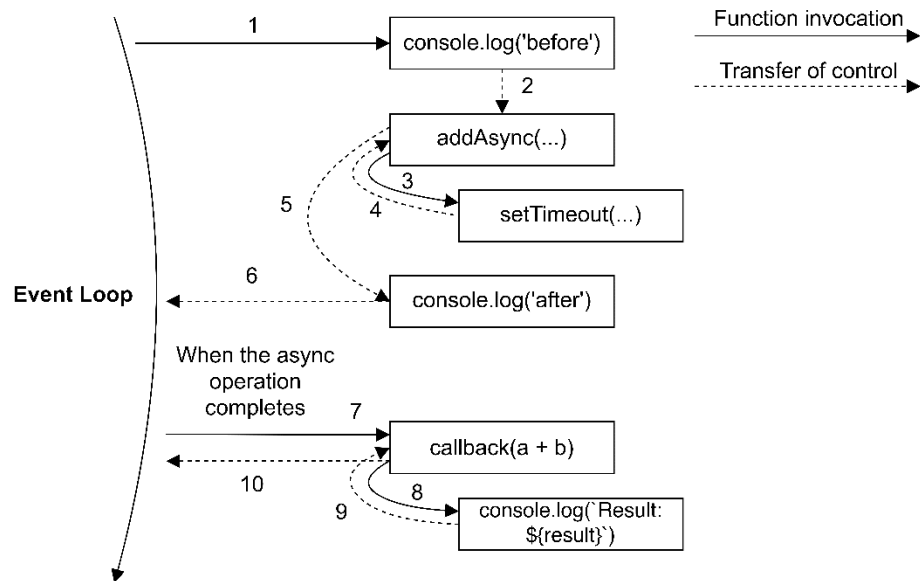 1
console.log('before')
Function invocation
Transfer of control
2
addAsync(...)
3
4
5
setTimeout(...)
Event Loop
6
console.log('after')
When the async
operation
completes
7
callback(a + b)
10
8
9
console.log(`Result:
${result}`)